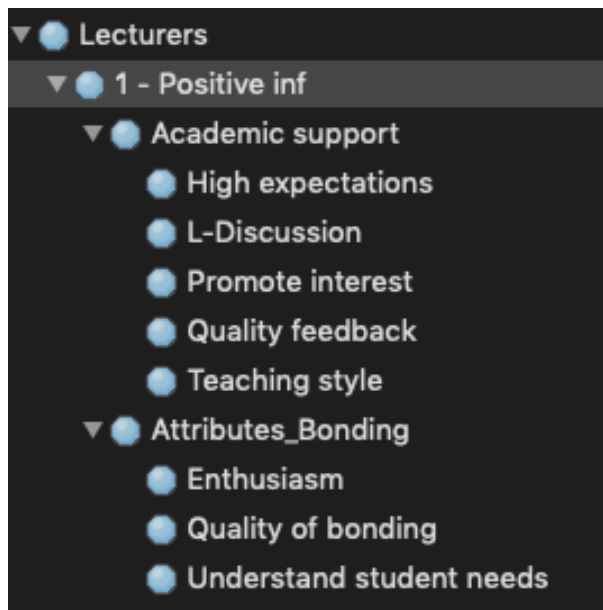 Lecturers
1 - Positive inf
Academic support
High expectations
L-Discussion
Promote interest
Quality feedback
Teaching style
Attributes_Bonding
Enthusiasm
Quality of bonding
Understand student needs